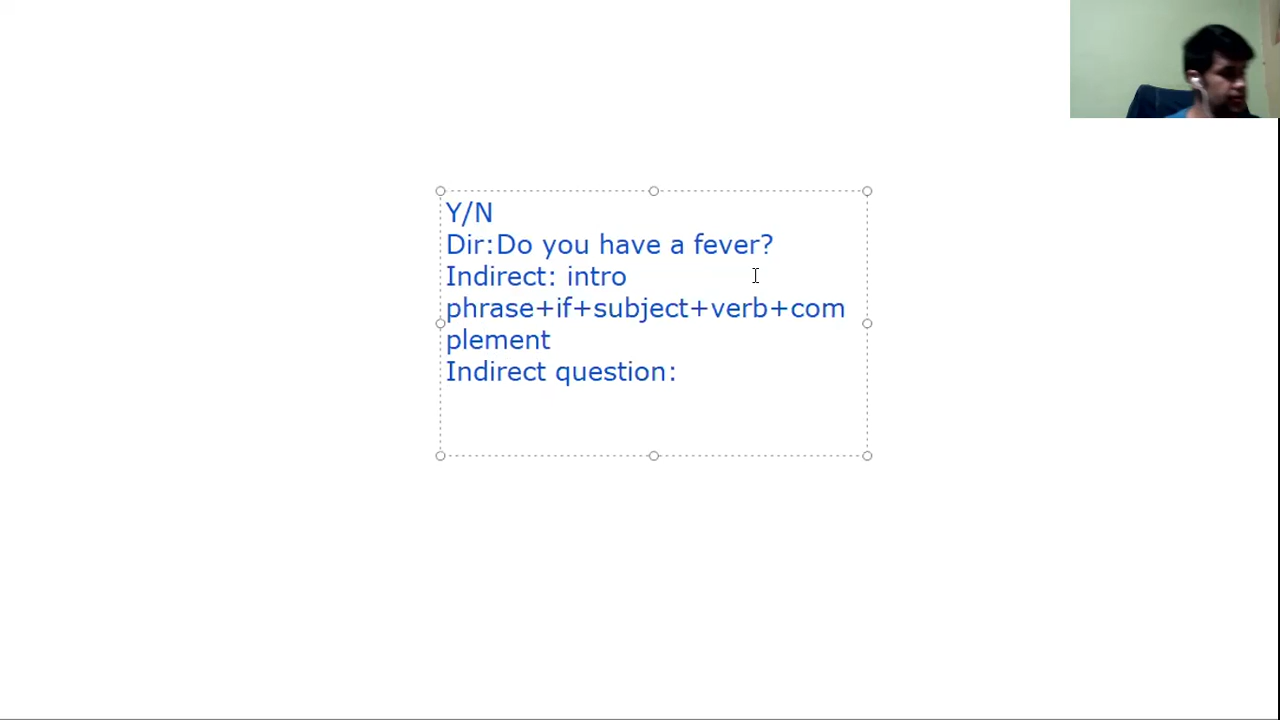 Y/N
Dir:Do you have a fever?
Indirect: intro
phrase+if+subject+verb+com
plement
Indirect question: